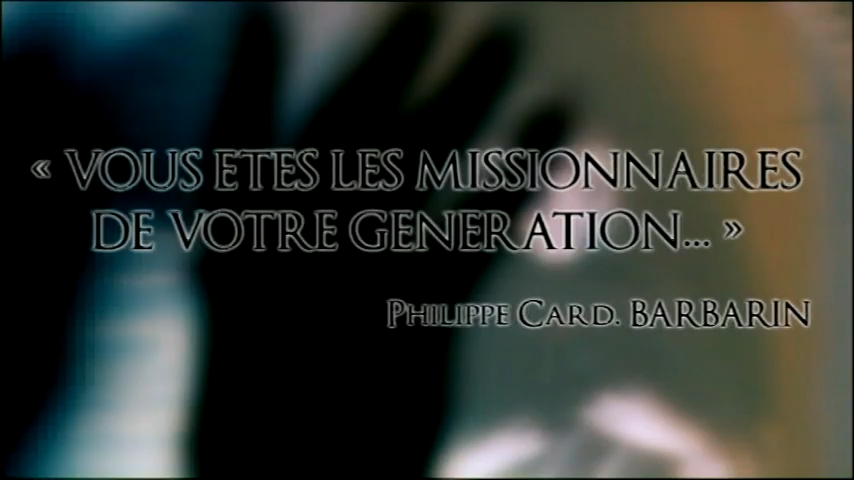 « VOUS ETES LES MISSIONNAIRES
DE VOTRE GENERATION... »
PHILIPPE CARD. BARBARIN